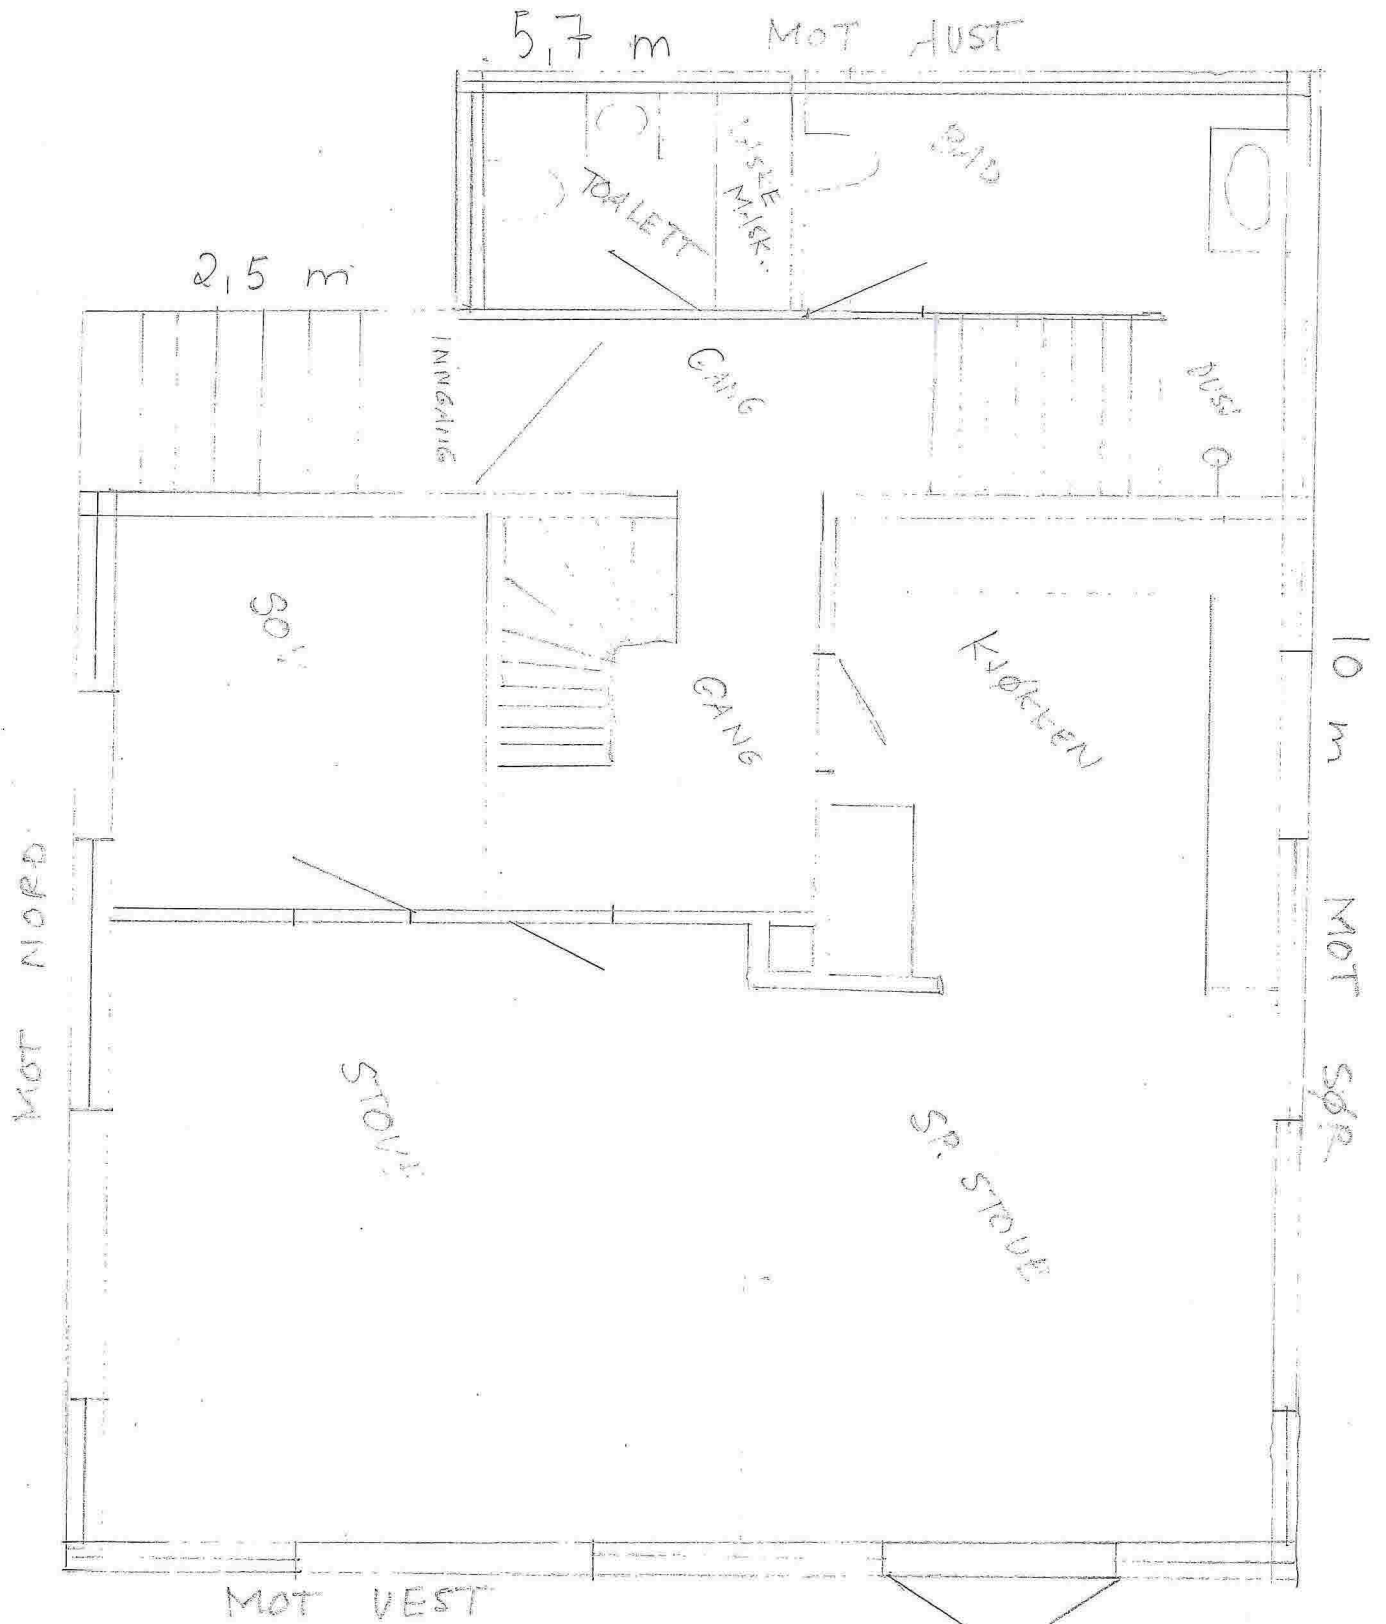 5,7 m MOT AUST
TOALETT
MASK.
BAD
2,5 m
INNGANG
GANG
DUSJ
SOV
GANG
KJØKKEN
10 m MOT SØR
MOT NORD
STOVE
SP. STOVE
MOT VEST